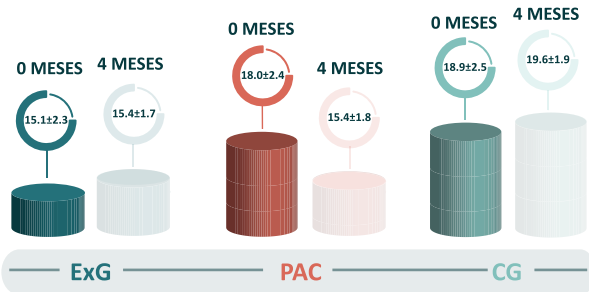 0 MESES
15.1±2.3
4 MESES
15.4±1.7
0 MESES
18.0±2.4
4 MESES
15.4±1.8
0 MESES
18.9±2.5
4 MESES
19.6±1.9
ExG
PAC
CG